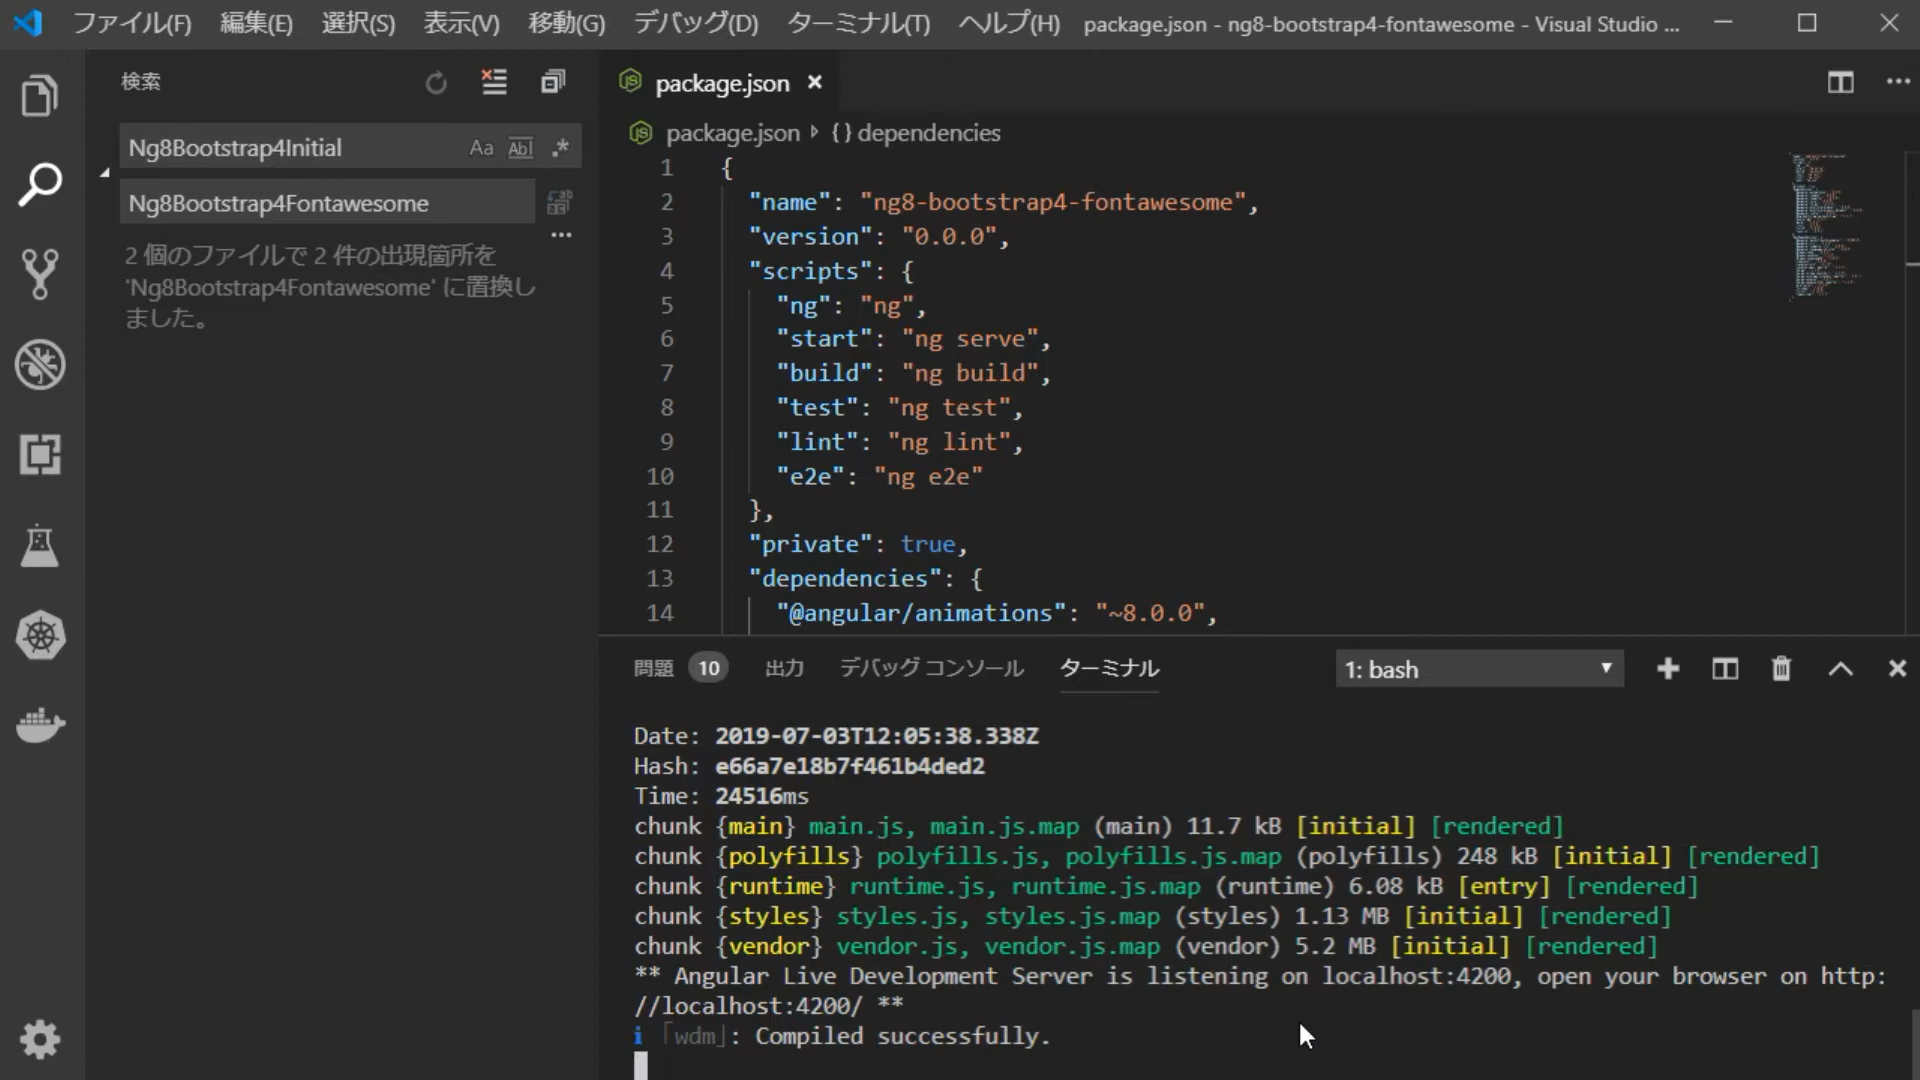 ファイル(F) 編集(E) 選択(S) 表示(V) 移動(G) デバッグ(D) ターミナル(T) ヘルプ(H) package.json - ng8-bootstrap4-fontawesome - Visual Studio ...
検索
package.json
package.json {} dependencies
Ng8Bootstrap4Initial Aa Abl .*
Ng8Bootstrap4Fontawesome
2 個のファイルで 2 件の出現箇所を
'Ng8Bootstrap4Fontawesome' に置換し
ました。
1 {
2 "name": "ng8-bootstrap4-fontawesome",
3 "version": "0.0.0",
4 "scripts": {
5 "ng": "ng",
6 "start": "ng serve",
7 "build": "ng build",
8 "test": "ng test",
9 "lint": "ng lint",
10 "e2e": "ng e2e"
11 },
12 "private": true,
13 "dependencies": {
14 "@angular/animations": "~8.0.0",
問題 10 出力 デバッグ コンソール ターミナル 1: bash
Date: 2019-07-03T12:05:38.338Z
Hash: e66a7e18b7f461b4ded2
Time: 24516ms
chunk {main} main.js, main.js.map (main) 11.7 kB [initial] [rendered]
chunk {polyfills} polyfills.js, polyfills.js.map (polyfills) 248 kB [initial] [rendered]
chunk {runtime} runtime.js, runtime.js.map (runtime) 6.08 kB [entry] [rendered]
chunk {styles} styles.js, styles.js.map (styles) 1.13 MB [initial] [rendered]
chunk {vendor} vendor.js, vendor.js.map (vendor) 5.2 MB [initial] [rendered]
** Angular Live Development Server is listening on localhost:4200, open your browser on http:
//localhost:4200/ **
i ｢wdm｣: Compiled successfully.